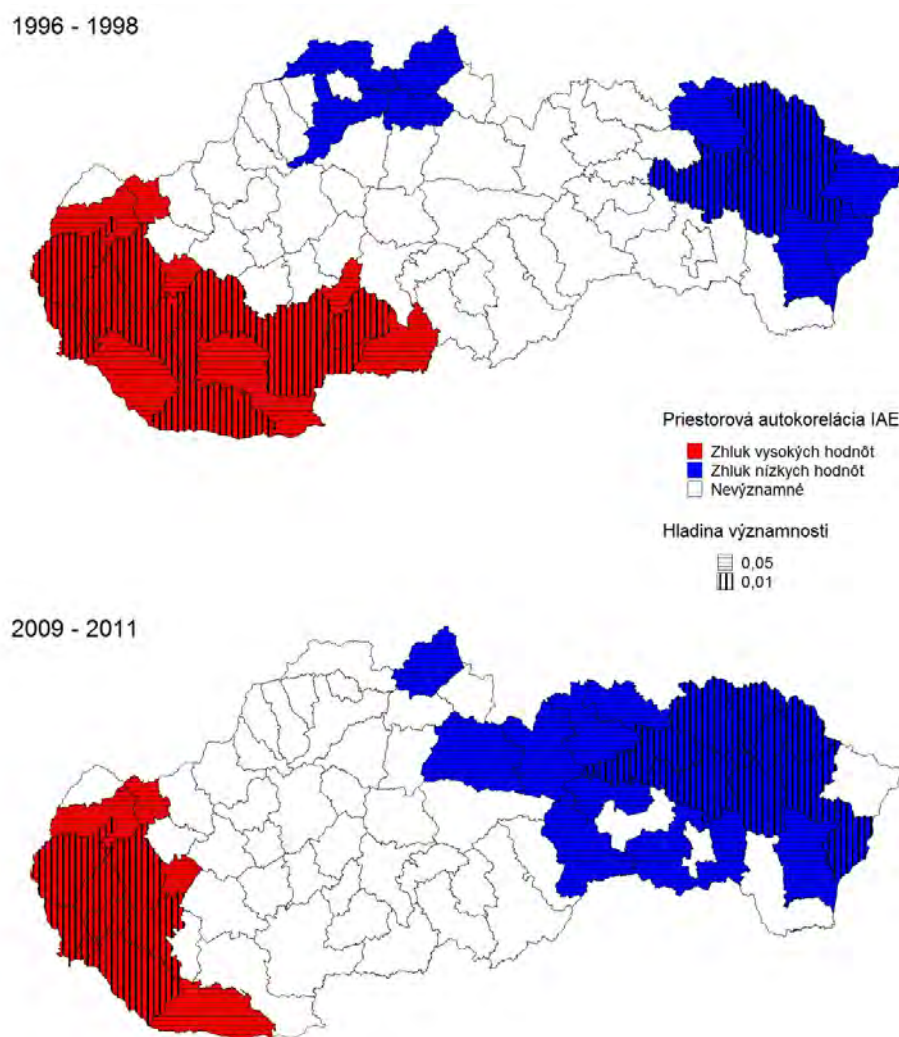 1996 - 1998
Priestorová autokorelácia IAE
Zhluk vysokých hodnôt
Zhluk nízkych hodnôt
Nevýznamné
Hladina významnosti
0,05
0,01
2009 - 2011